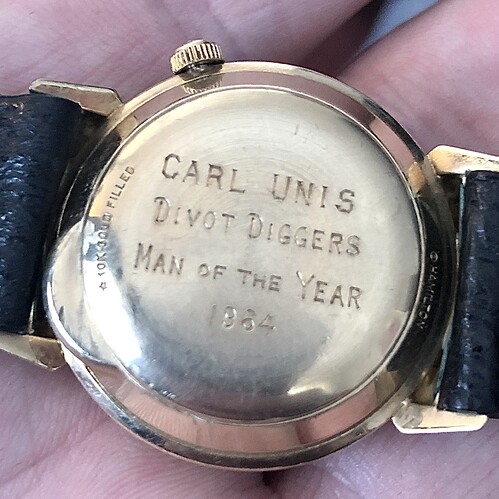 CARL UNIS
DIVOT DIGGERS
MAN OF THE YEAR
1964
10K GOLD FILLED
HAMILTON